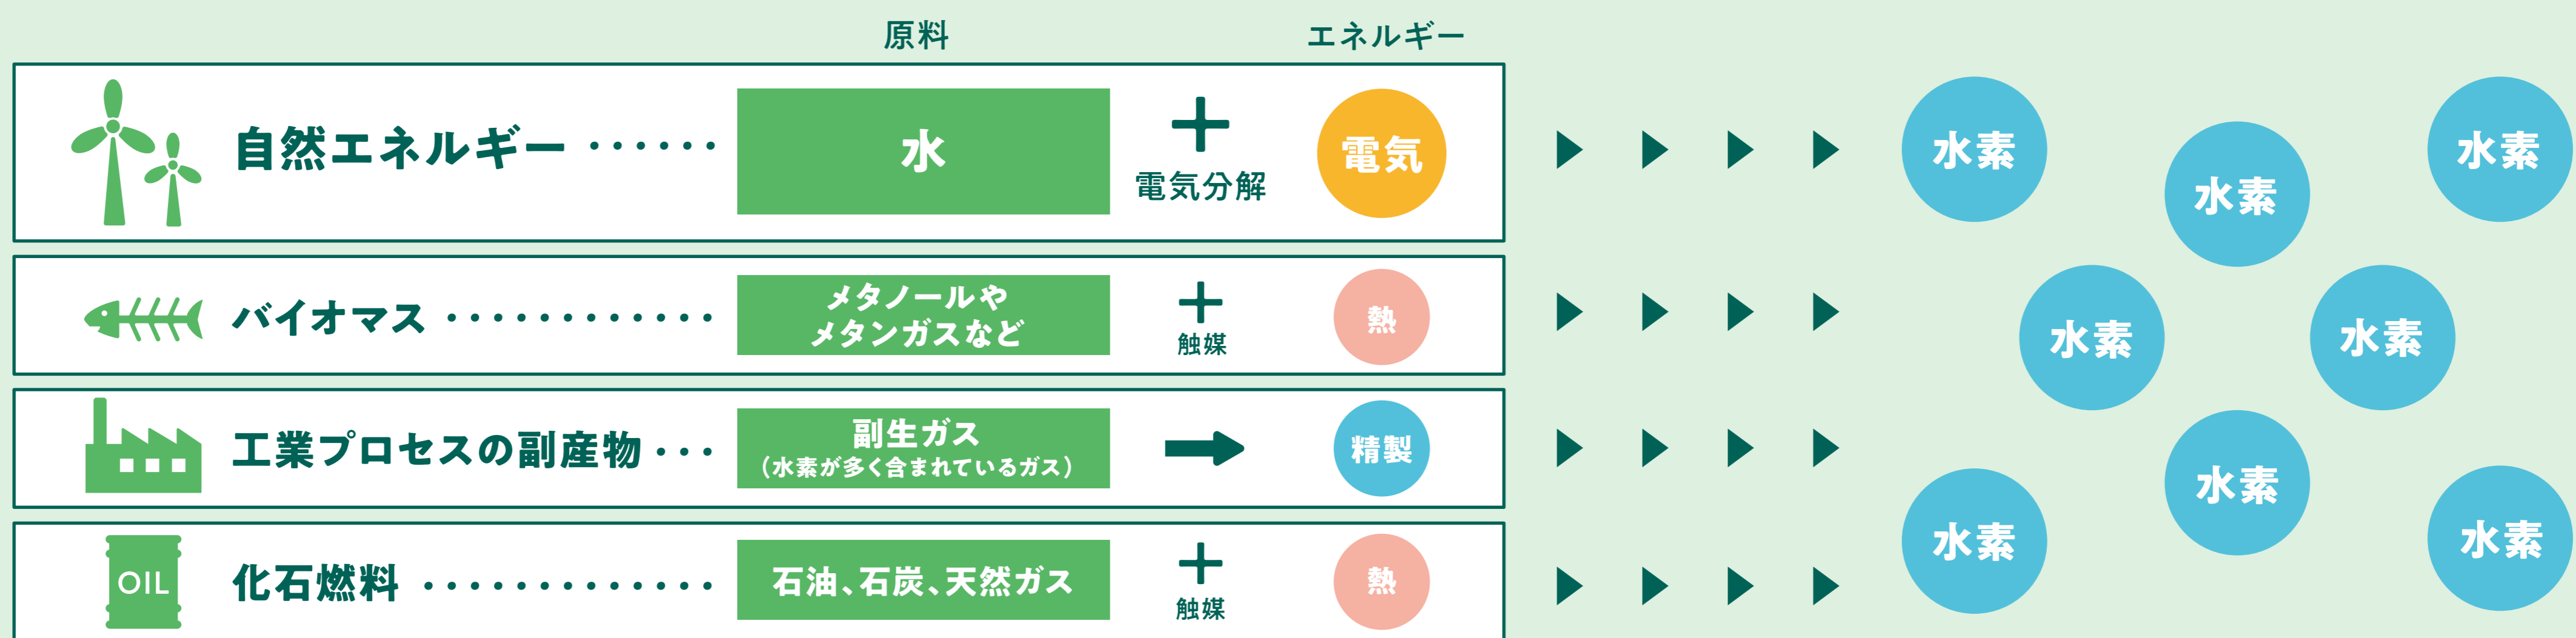 原料
エネルギー
自然エネルギー ······
水
+
電気分解
電気
バイオマス ············
メタノールや
メタンガスなど
+
触媒
熱
工業プロセスの副産物 ···
副生ガス
（水素が多く含まれているガス）
精製
OIL
化石燃料 ·············
石油、石炭、天然ガス
+
触媒
熱
水素
水素
水素
水素
水素
水素
水素
水素